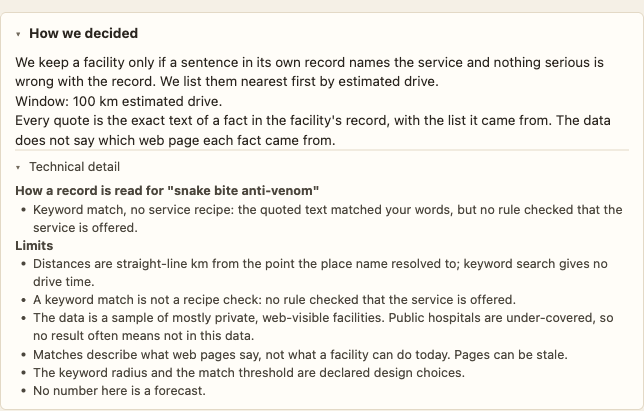 How we decided
We keep a facility only if a sentence in its own record names the service and nothing serious is
wrong with the record. We list them nearest first by estimated drive.
Window: 100 km estimated drive.
Every quote is the exact text of a fact in the facility's record, with the list it came from. The data
does not say which web page each fact came from.
Technical detail
How a record is read for "snake bite anti-venom"
• Keyword match, no service recipe: the quoted text matched your words, but no rule checked that the
service is offered.
Limits
• Distances are straight-line km from the point the place name resolved to; keyword search gives no
drive time.
• A keyword match is not a recipe check: no rule checked that the service is offered.
• The data is a sample of mostly private, web-visible facilities. Public hospitals are under-covered, so
no result often means not in this data.
• Matches describe what web pages say, not what a facility can do today. Pages can be stale.
• The keyword radius and the match threshold are declared design choices.
• No number here is a forecast.